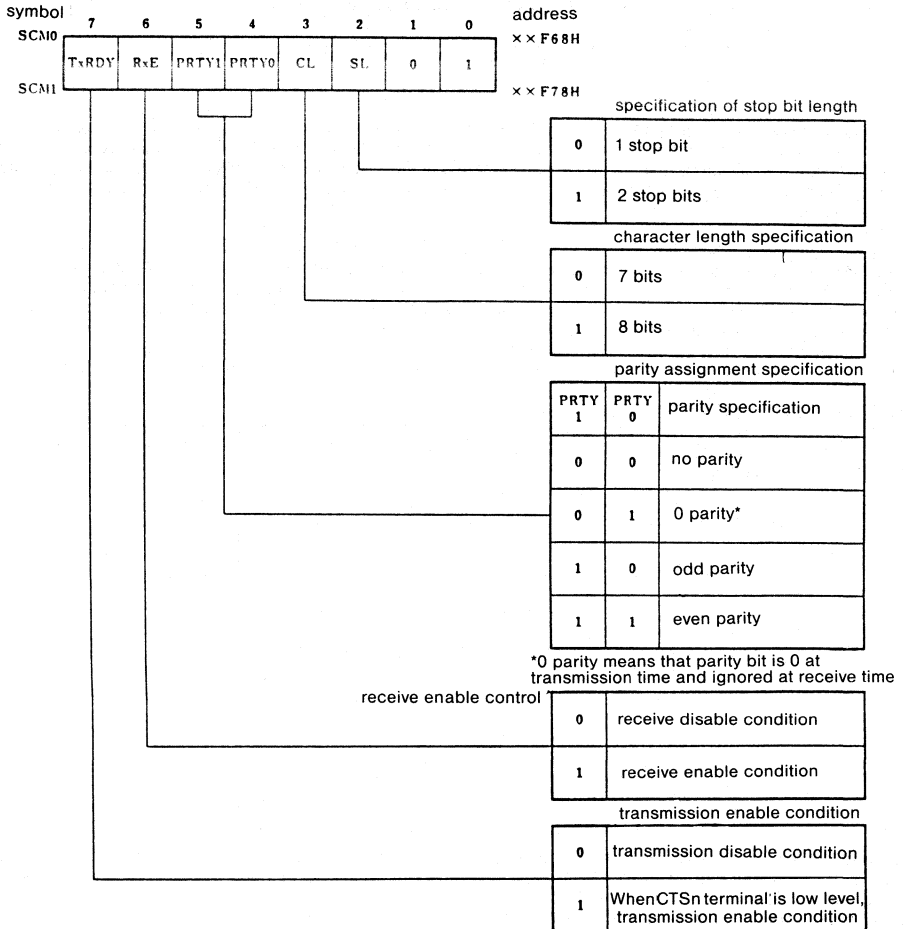 symbol
7 6 5 4 3 2 1 0
address
SCM0
××F68H
TxRDY RxE PRTY1 PRTY0 CL SL 0 1
SCM1
××F78H
specification of stop bit length
0 1 stop bit
1 2 stop bits
character length specification
0 7 bits
1 8 bits
parity assignment specification
PRTY 1 PRTY 0 parity specification
0 0 no parity
0 1 0 parity*
1 0 odd parity
1 1 even parity
*0 parity means that parity bit is 0 at
transmission time and ignored at receive time
receive enable control
0 receive disable condition
1 receive enable condition
transmission enable condition
0 transmission disable condition
1 When CTSn terminal is low level,
transmission enable condition